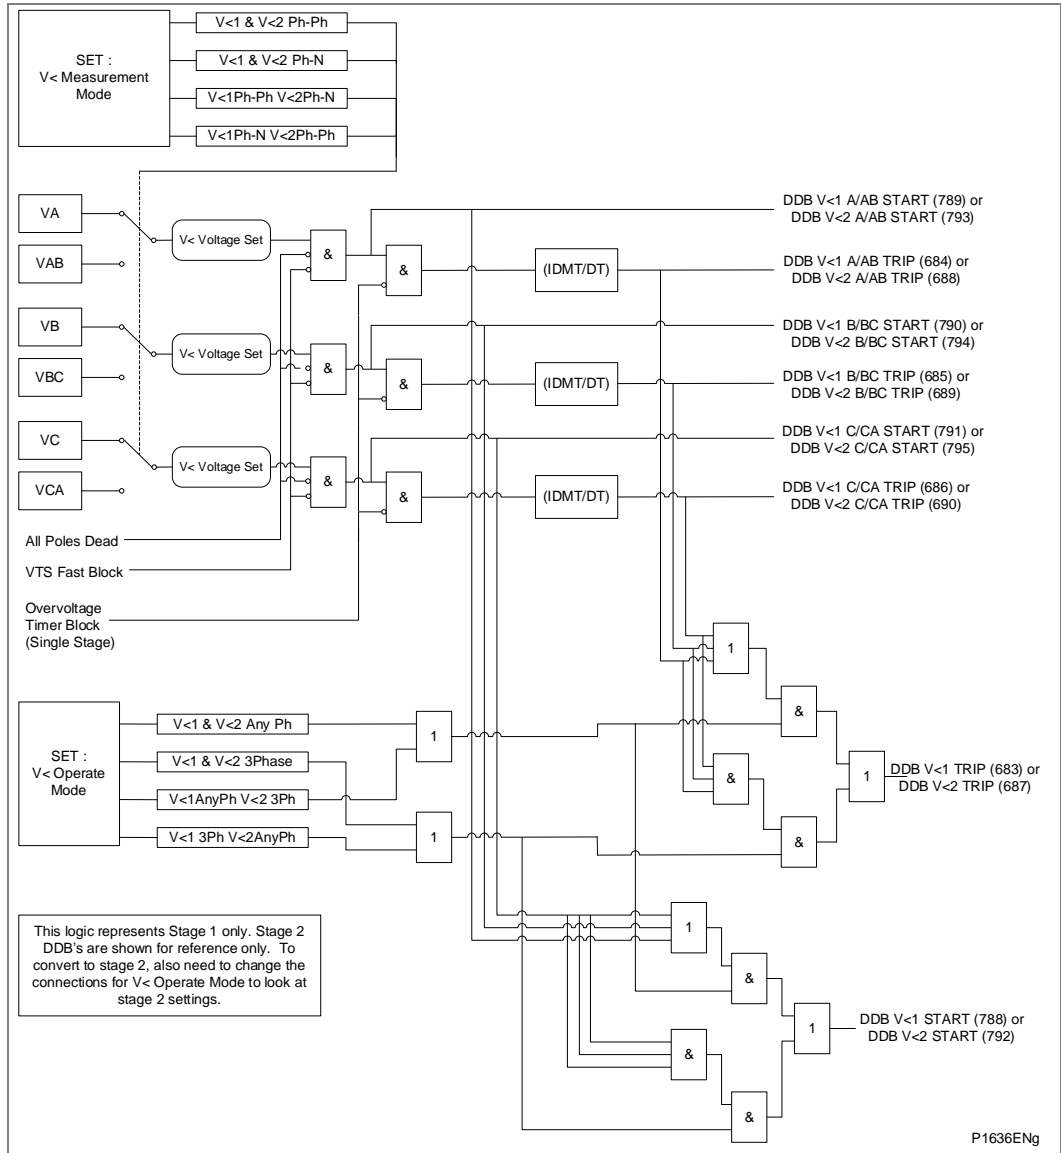 SET :
V< Measurement
Mode
V<1 & V<2 Ph-Ph
V<1 & V<2 Ph-N
V<1Ph-Ph V<2Ph-N
V<1Ph-N V<2Ph-Ph
VA
VAB
VB
VBC
VC
VCA
V< Voltage Set
V< Voltage Set
V< Voltage Set
&
&
&
&
&
&
(IDMT/DT)
(IDMT/DT)
(IDMT/DT)
DDB V<1 A/AB START (789) or
DDB V<2 A/AB START (793)
DDB V<1 A/AB TRIP (684) or
DDB V<2 A/AB TRIP (688)
DDB V<1 B/BC START (790) or
DDB V<2 B/BC START (794)
DDB V<1 B/BC TRIP (685) or
DDB V<2 B/BC TRIP (689)
DDB V<1 C/CA START (791) or
DDB V<2 C/CA START (795)
DDB V<1 C/CA TRIP (686) or
DDB V<2 C/CA TRIP (690)
All Poles Dead
VTS Fast Block
Overvoltage
Timer Block
(Single Stage)
SET :
V< Operate
Mode
V<1 & V<2 Any Ph
V<1 & V<2 3Phase
V<1AnyPh V<2 3Ph
V<1 3Ph V<2AnyPh
1
1
1
&
&
&
1
DDB V<1 TRIP (683) or
DDB V<2 TRIP (687)
This logic represents Stage 1 only. Stage 2
DDB's are shown for reference only. To
convert to stage 2, also need to change the
connections for V< Operate Mode to look at
stage 2 settings.
1
&
&
&
1
DDB V<1 START (788) or
DDB V<2 START (792)
P1636ENg